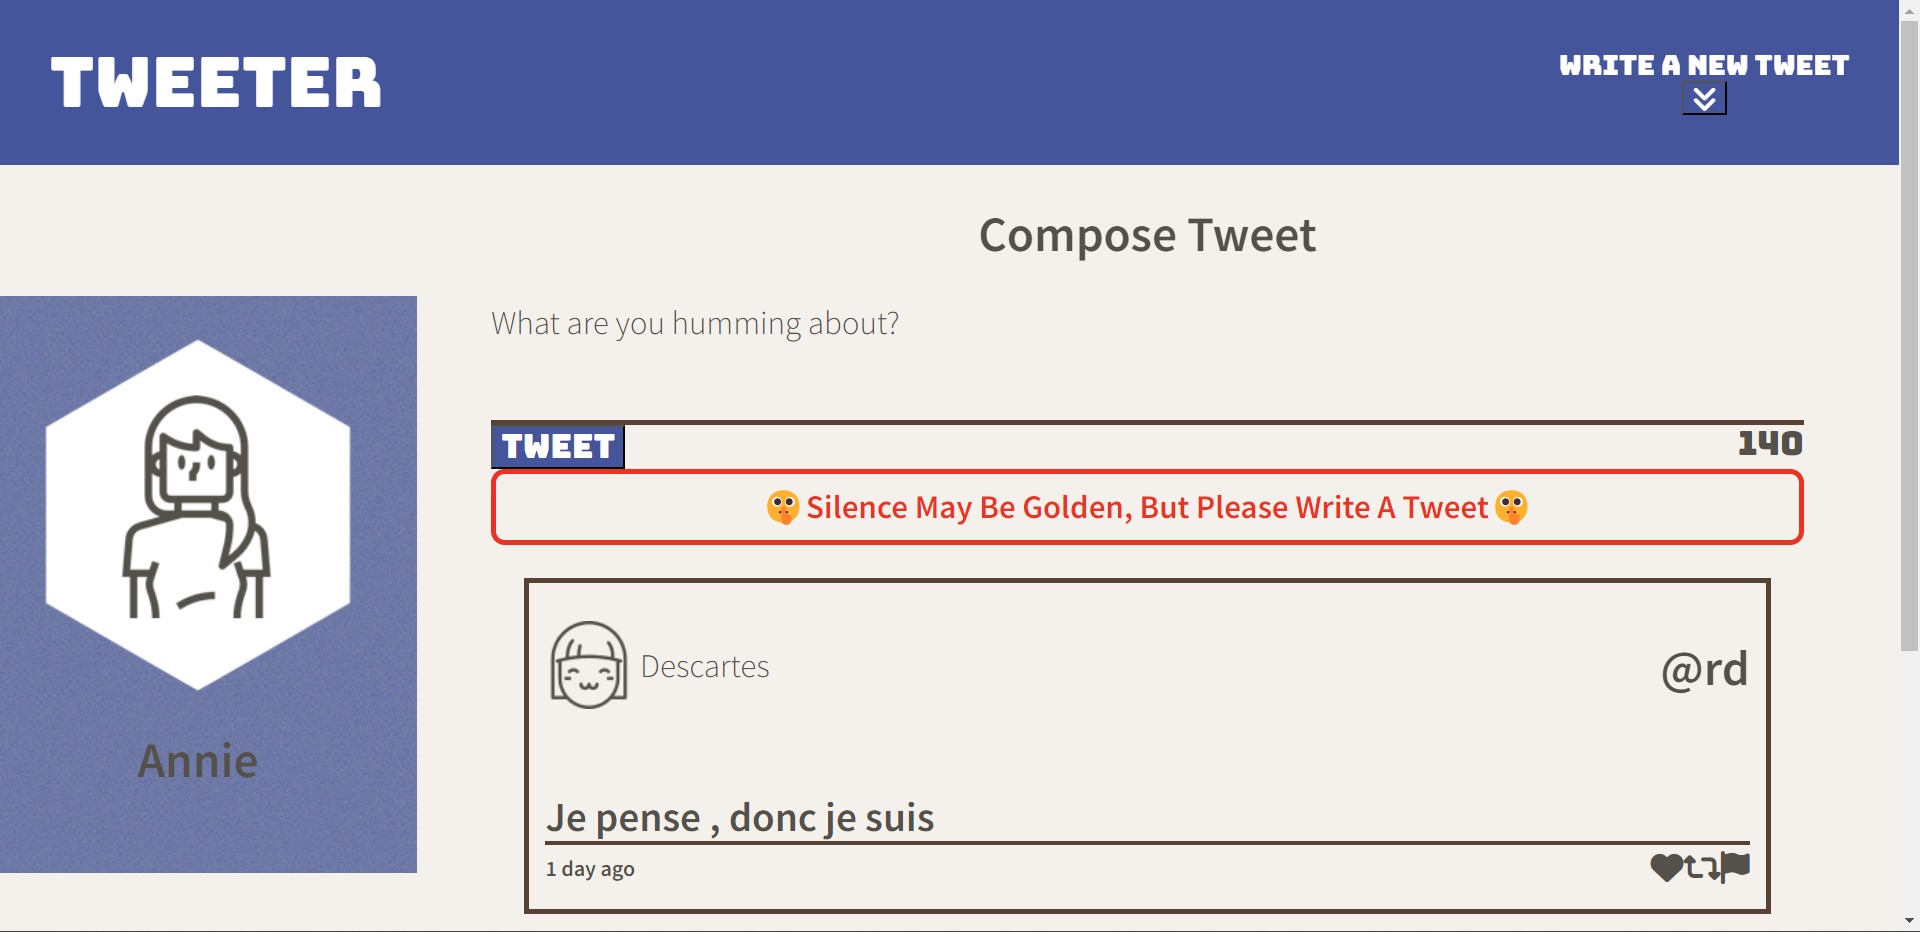 TWEETER
WRITE A NEW TWEET
Compose Tweet
What are you humming about?
TWEET
140
Silence May Be Golden, But Please Write A Tweet
Annie
Descartes
@rd
Je pense , donc je suis
1 day ago